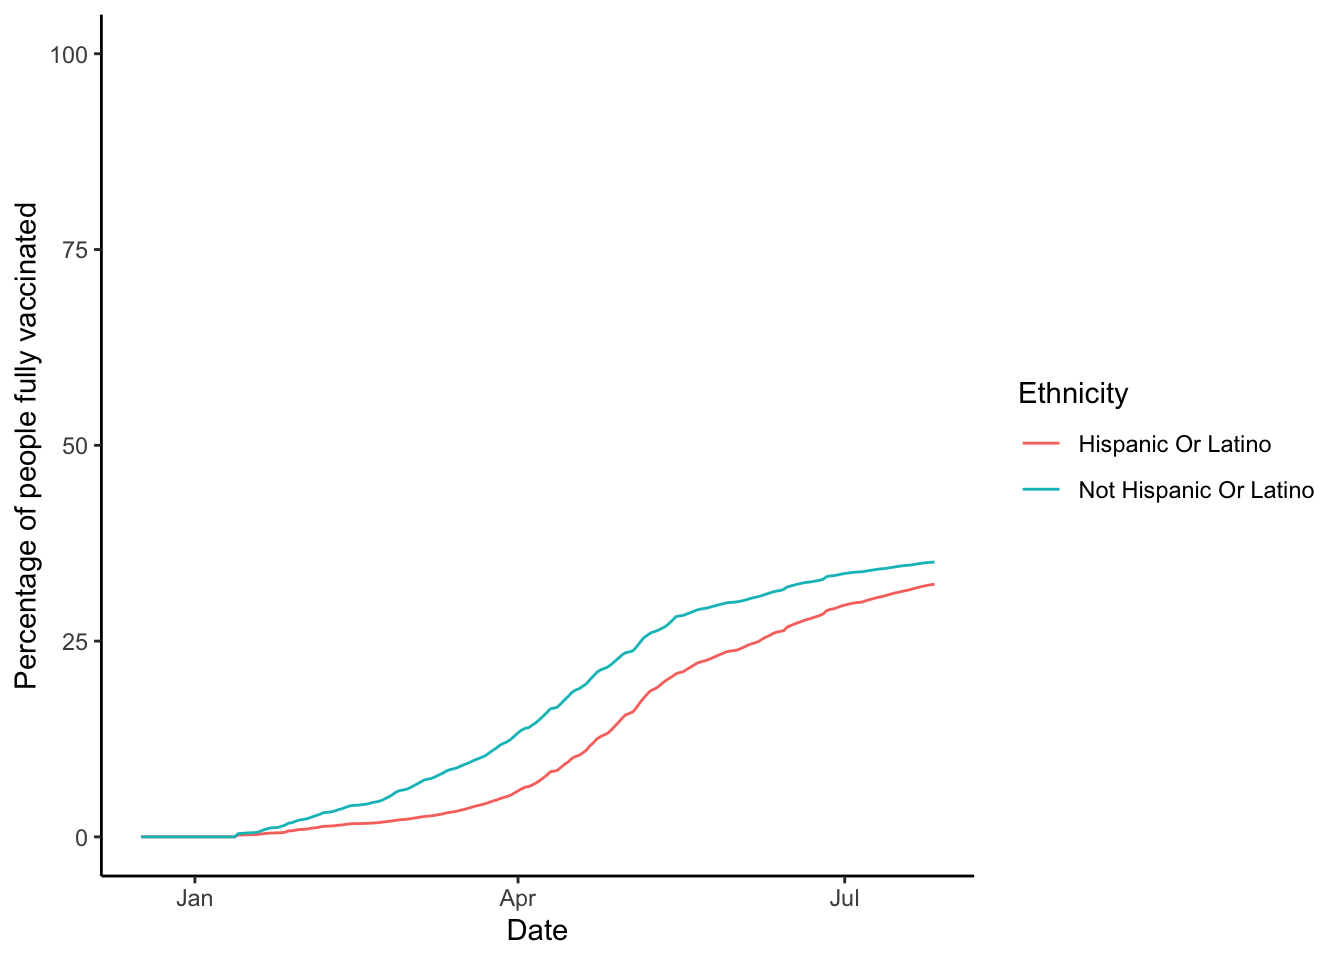 Percentage of people fully vaccinated
100
75
50
25
0
Jan
Apr
Jul
Date
Ethnicity
Hispanic Or Latino
Not Hispanic Or Latino